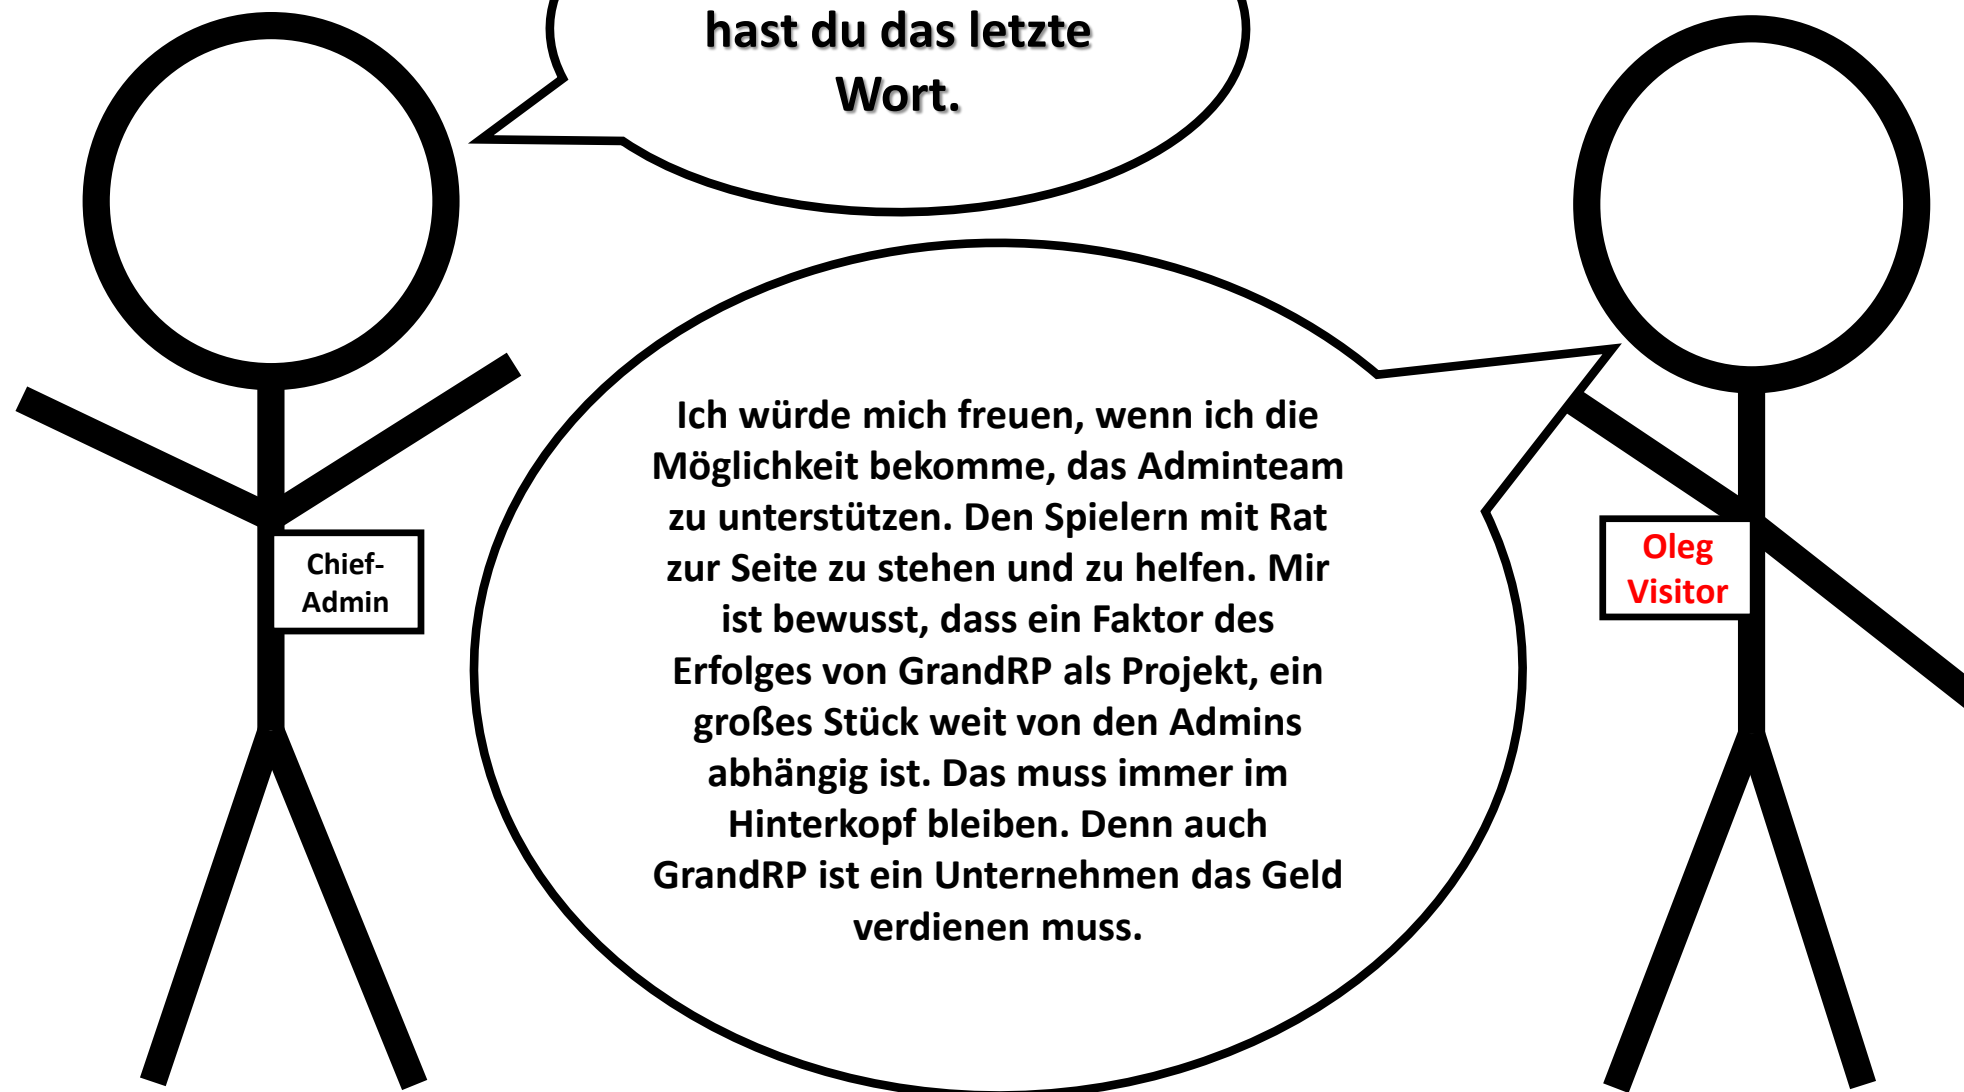 hast du das letzte
Wort.
Ich würde mich freuen, wenn ich die
Möglichkeit bekomme, das Adminteam
zu unterstützen. Den Spielern mit Rat
zur Seite zu stehen und zu helfen. Mir
ist bewusst, dass ein Faktor des
Erfolges von GrandRP als Projekt, ein
großes Stück weit von den Admins
abhängig ist. Das muss immer im
Hinterkopf bleiben. Denn auch
GrandRP ist ein Unternehmen das Geld
verdienen muss.
Chief-
Admin
Oleg
Visitor